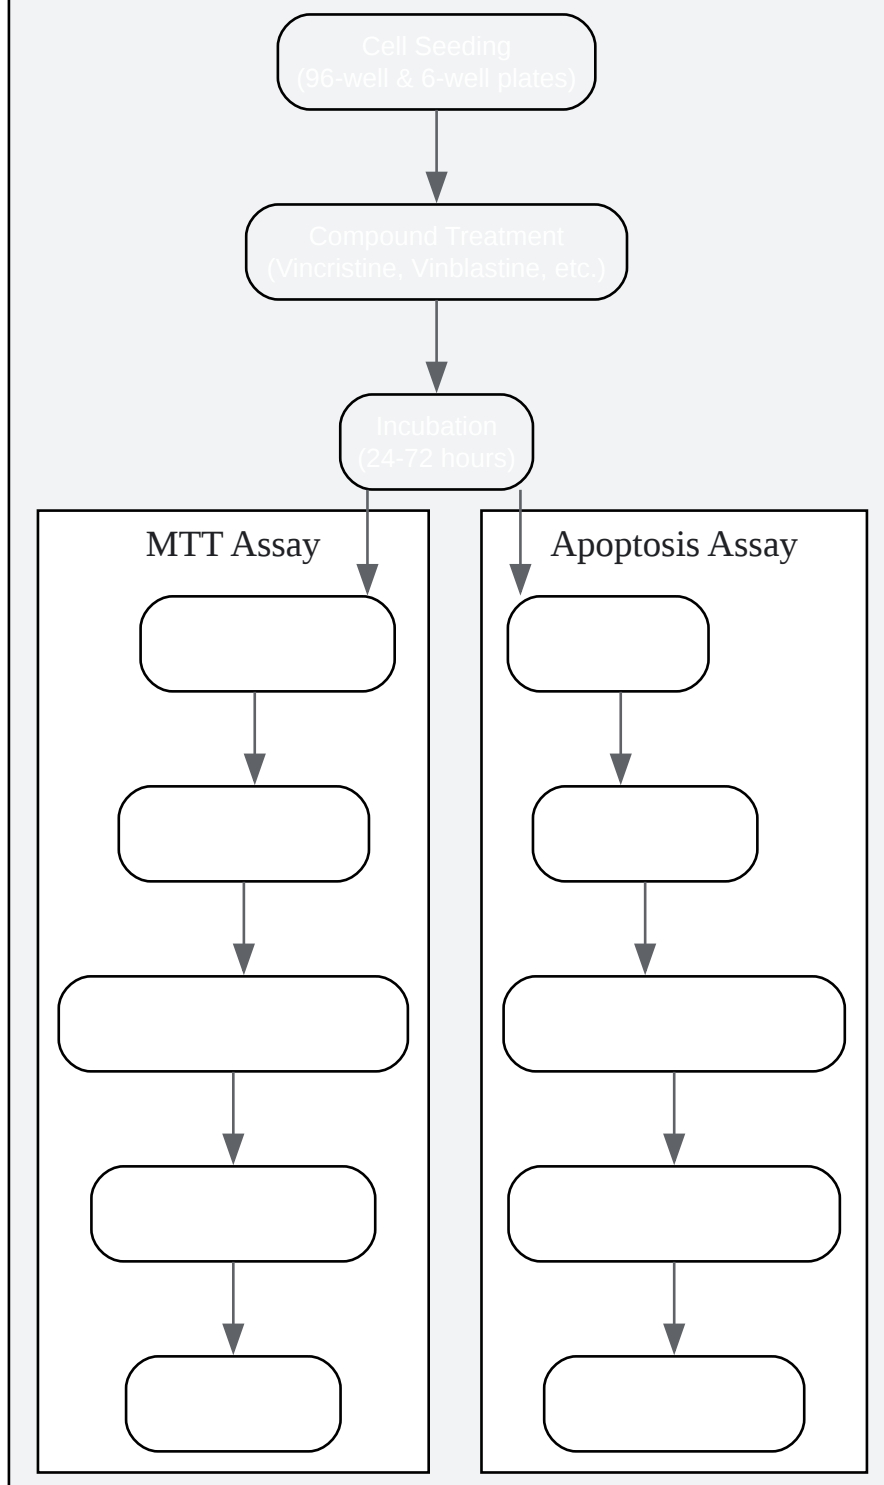 Cell Seeding
(96-well & 6-well plates)
Compound Treatment
(Vincristine, Vinblastine, etc.)
Incubation
(24-72 hours)
MTT Assay
Apoptosis Assay